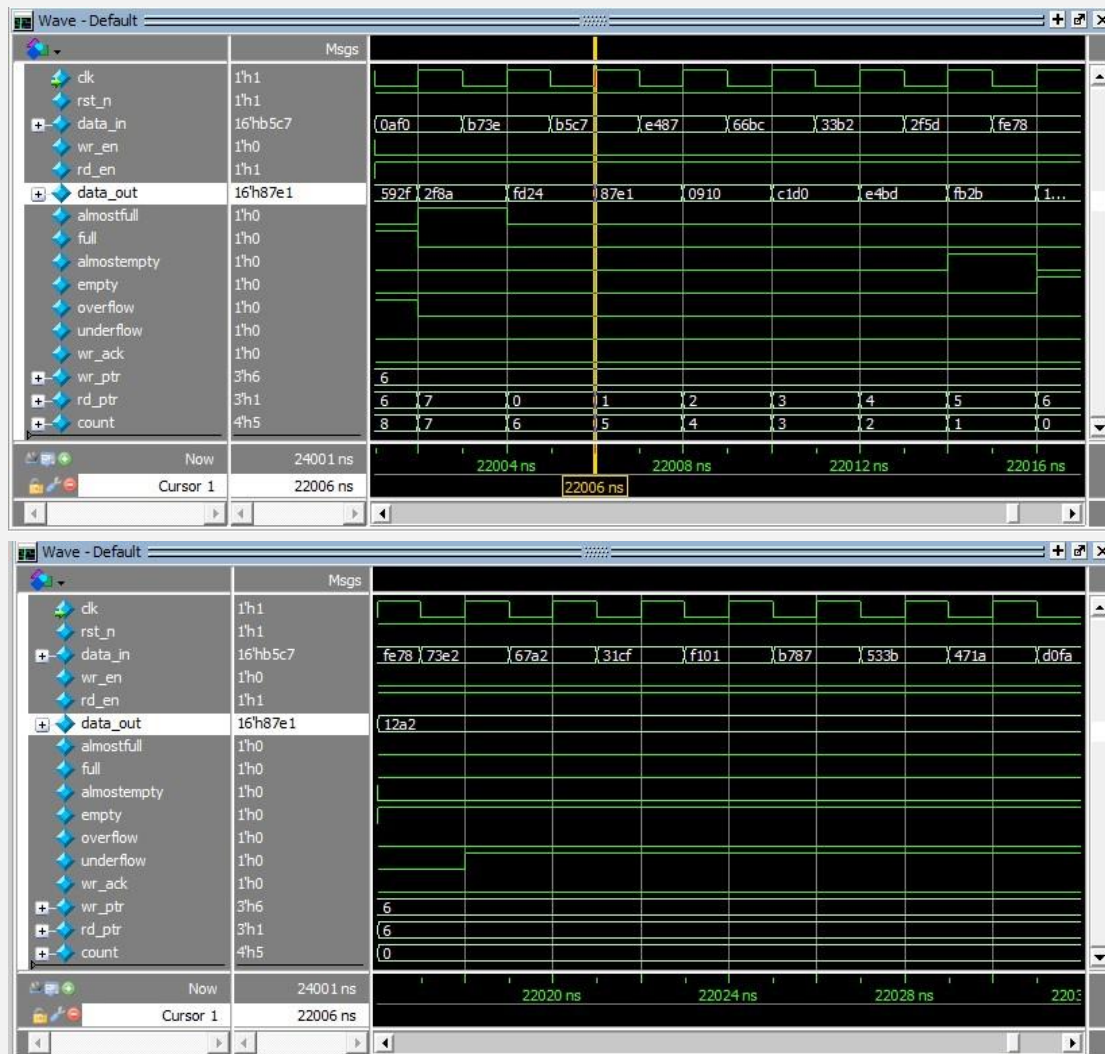 Wave - Default
Msgs
clk 1'h1
rst_n 1'h1
data_in 16'hb5c7 0af0 b73e b5c7 e487 66bc 33b2 2f5d fe78
wr_en 1'h0
rd_en 1'h1
data_out 16'h87e1 592f 2f8a fd24 87e1 0910 c1d0 e4bd fb2b 1...
almostfull 1'h0
full 1'h0
almostempty 1'h0
empty 1'h0
overflow 1'h0
underflow 1'h0
wr_ack 1'h0
wr_ptr 3'h6 6
rd_ptr 3'h1 6 7 0 1 2 3 4 5 6
count 4'h5 8 7 6 5 4 3 2 1 0
Now 24001 ns 22004 ns 22008 ns 22012 ns 22016 ns
Cursor 1 22006 ns 22006 ns
Wave - Default
Msgs
clk 1'h1
rst_n 1'h1
data_in 16'hb5c7 fe78 73e2 67a2 31cf f101 b787 533b 471a d0fa
wr_en 1'h0
rd_en 1'h1
data_out 16'h87e1 12a2
almostfull 1'h0
full 1'h0
almostempty 1'h0
empty 1'h0
overflow 1'h0
underflow 1'h0
wr_ack 1'h0
wr_ptr 3'h6 6
rd_ptr 3'h1 6
count 4'h5 0
Now 24001 ns 22020 ns 22024 ns 22028 ns
Cursor 1 22006 ns